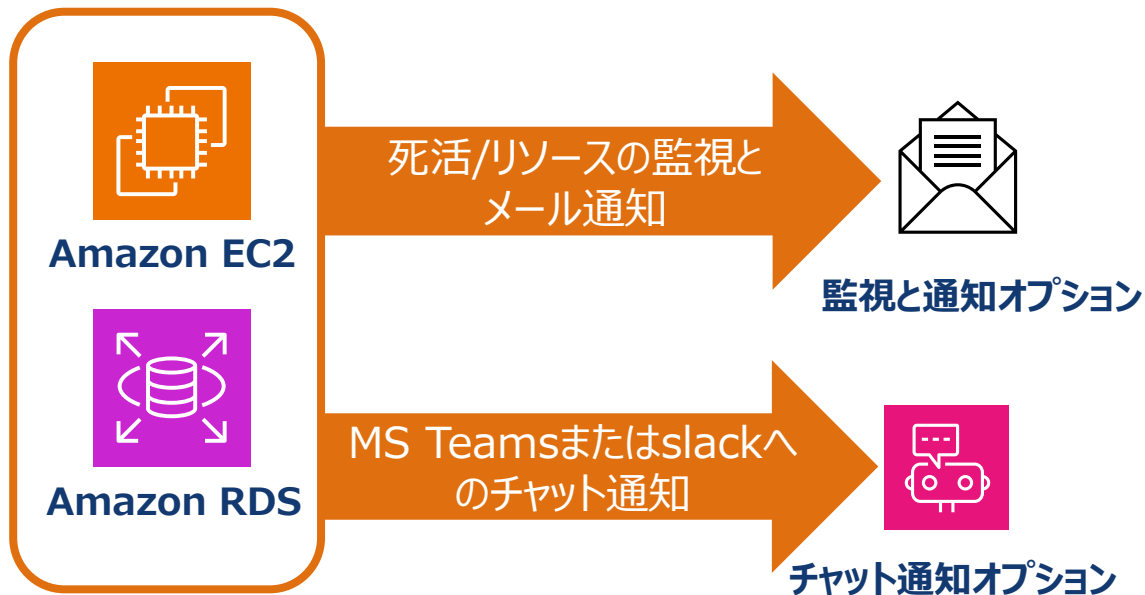 Amazon EC2
Amazon RDS
死活/リソースの監視と
メール通知
監視と通知オプション
MS Teamsまたはslackへ
のチャット通知
チャット通知オプション